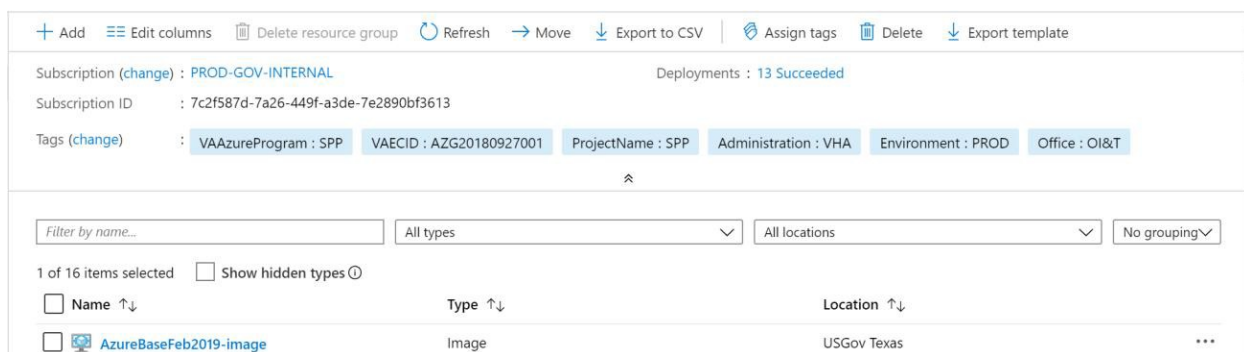 Add Edit columns Delete resource group Refresh Move Export to CSV Assign tags Delete Export template
Subscription (change) : PROD-GOV-INTERNAL Deployments : 13 Succeeded
Subscription ID : 7c2f587d-7a26-449f-a3de-7e2890bf3613
Tags (change) : VAAzureProgram : SPP VAECID : AZG20180927001 ProjectName : SPP Administration : VHA Environment : PROD Office : OI&T
Filter by name... All types All locations No grouping
1 of 16 items selected Show hidden types
Name Type Location
AzureBaseFeb2019-image Image USGov Texas